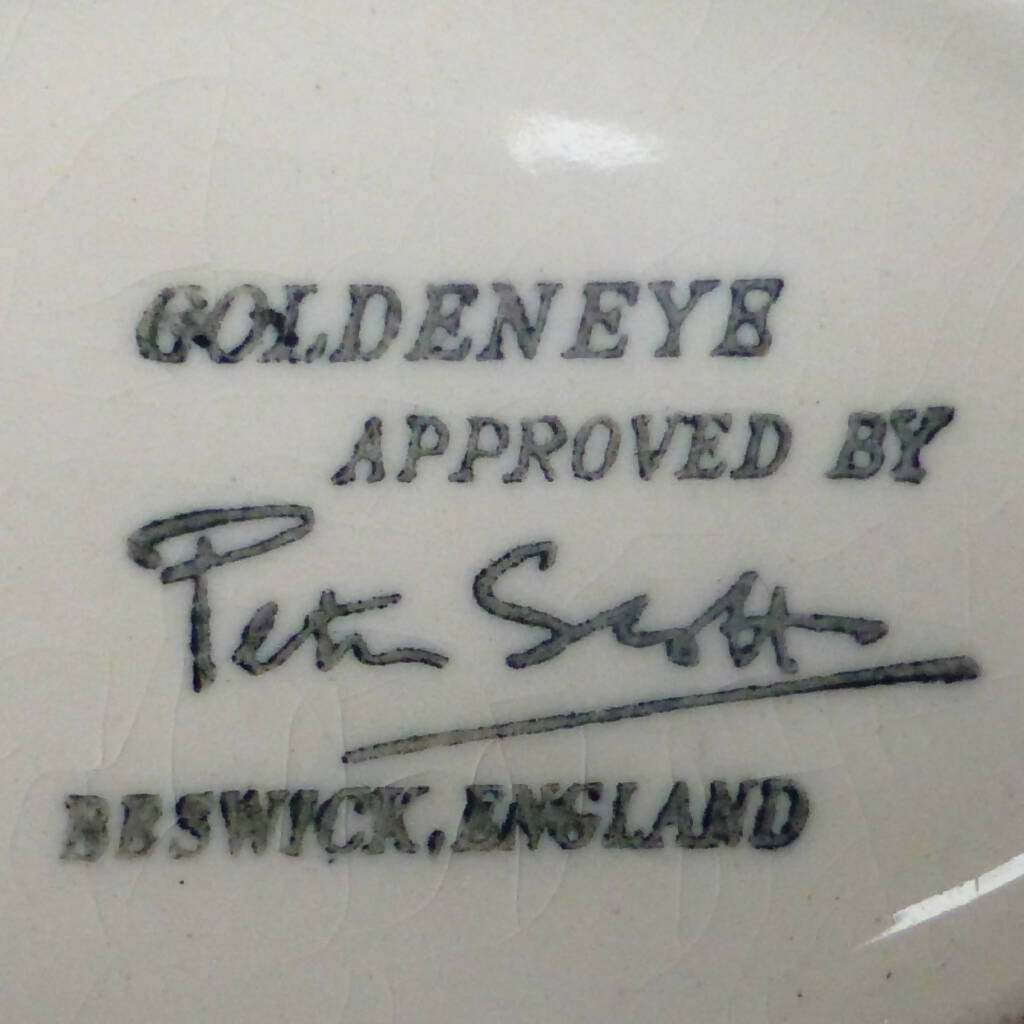 GOLDENEYE
APPROVED BY
Peter Scott
BESWICK, ENGLAND